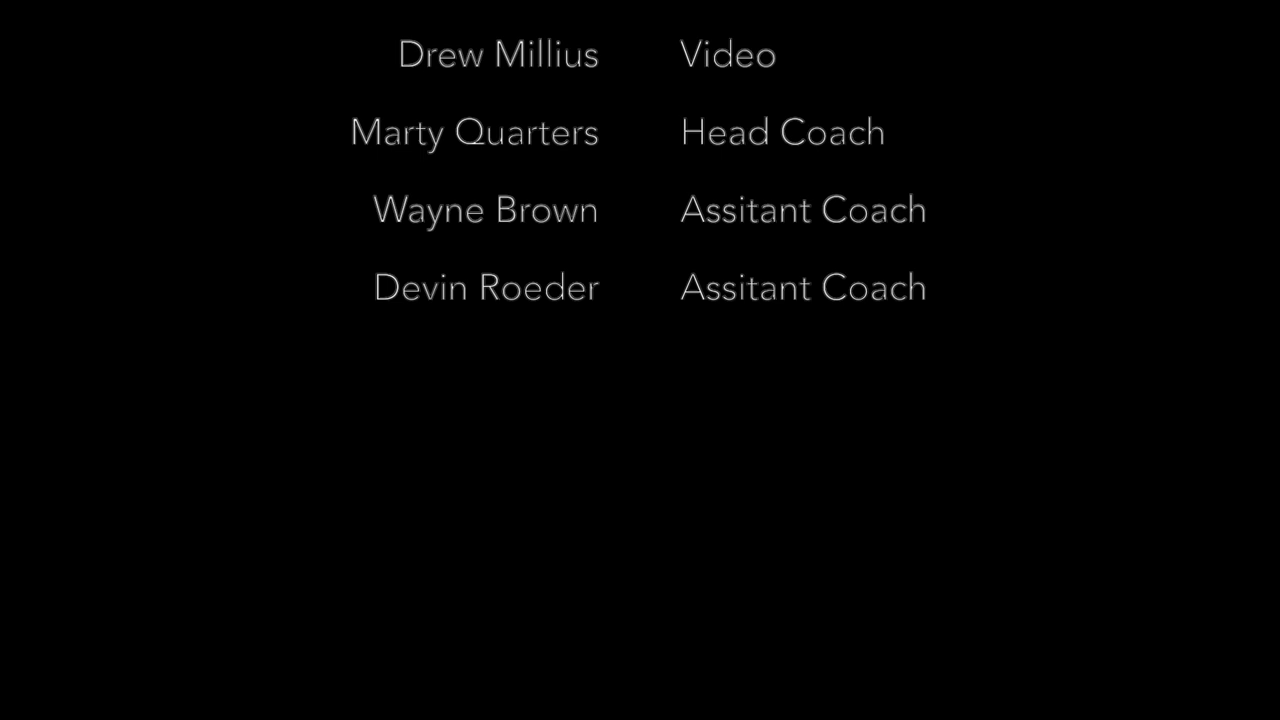 Drew Millius Video
Marty Quarters Head Coach
Wayne Brown Assitant Coach
Devin Roeder Assitant Coach